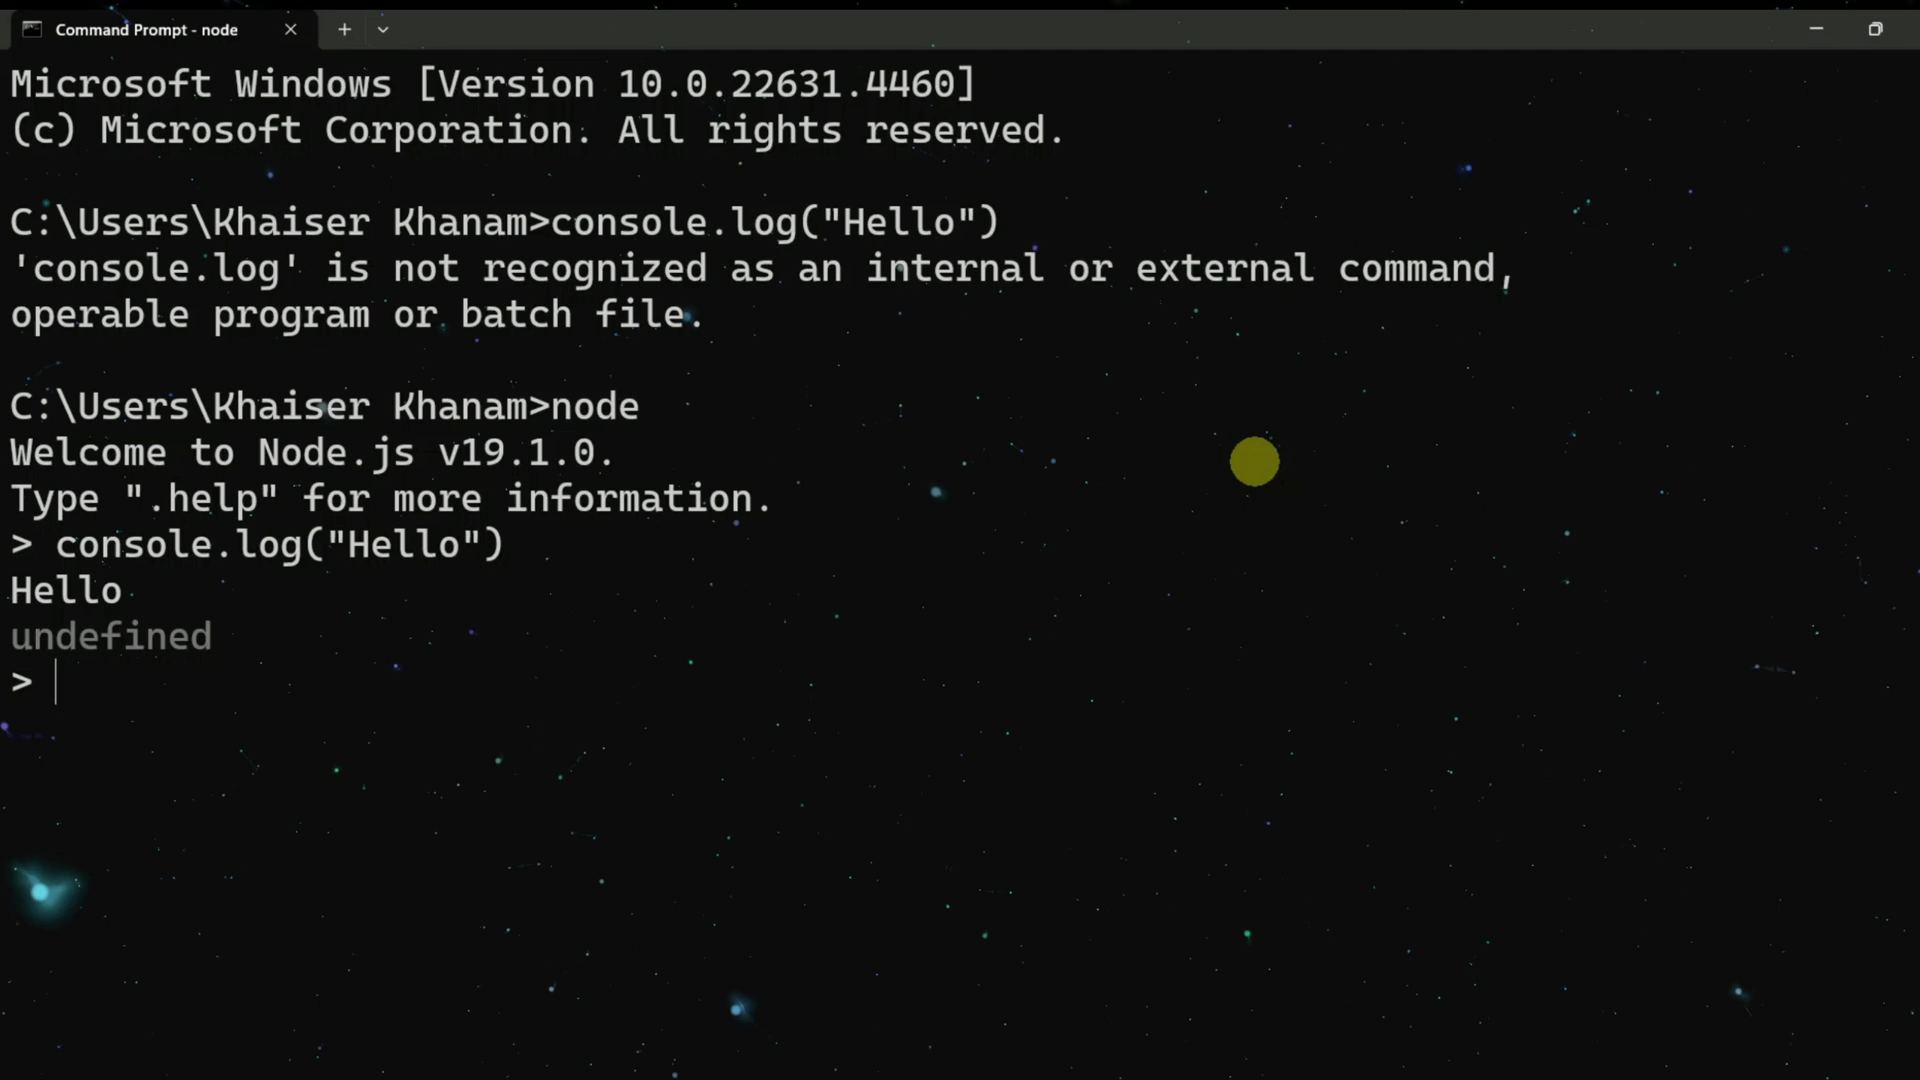 Command Prompt - node
Microsoft Windows [Version 10.0.22631.4460]
(c) Microsoft Corporation. All rights reserved.
C:\Users\Khaiser Khanam>console.log("Hello")
'console.log' is not recognized as an internal or external command,
operable program or batch file.
C:\Users\Khaiser Khanam>node
Welcome to Node.js v19.1.0.
Type ".help" for more information.
> console.log("Hello")
Hello
undefined
>